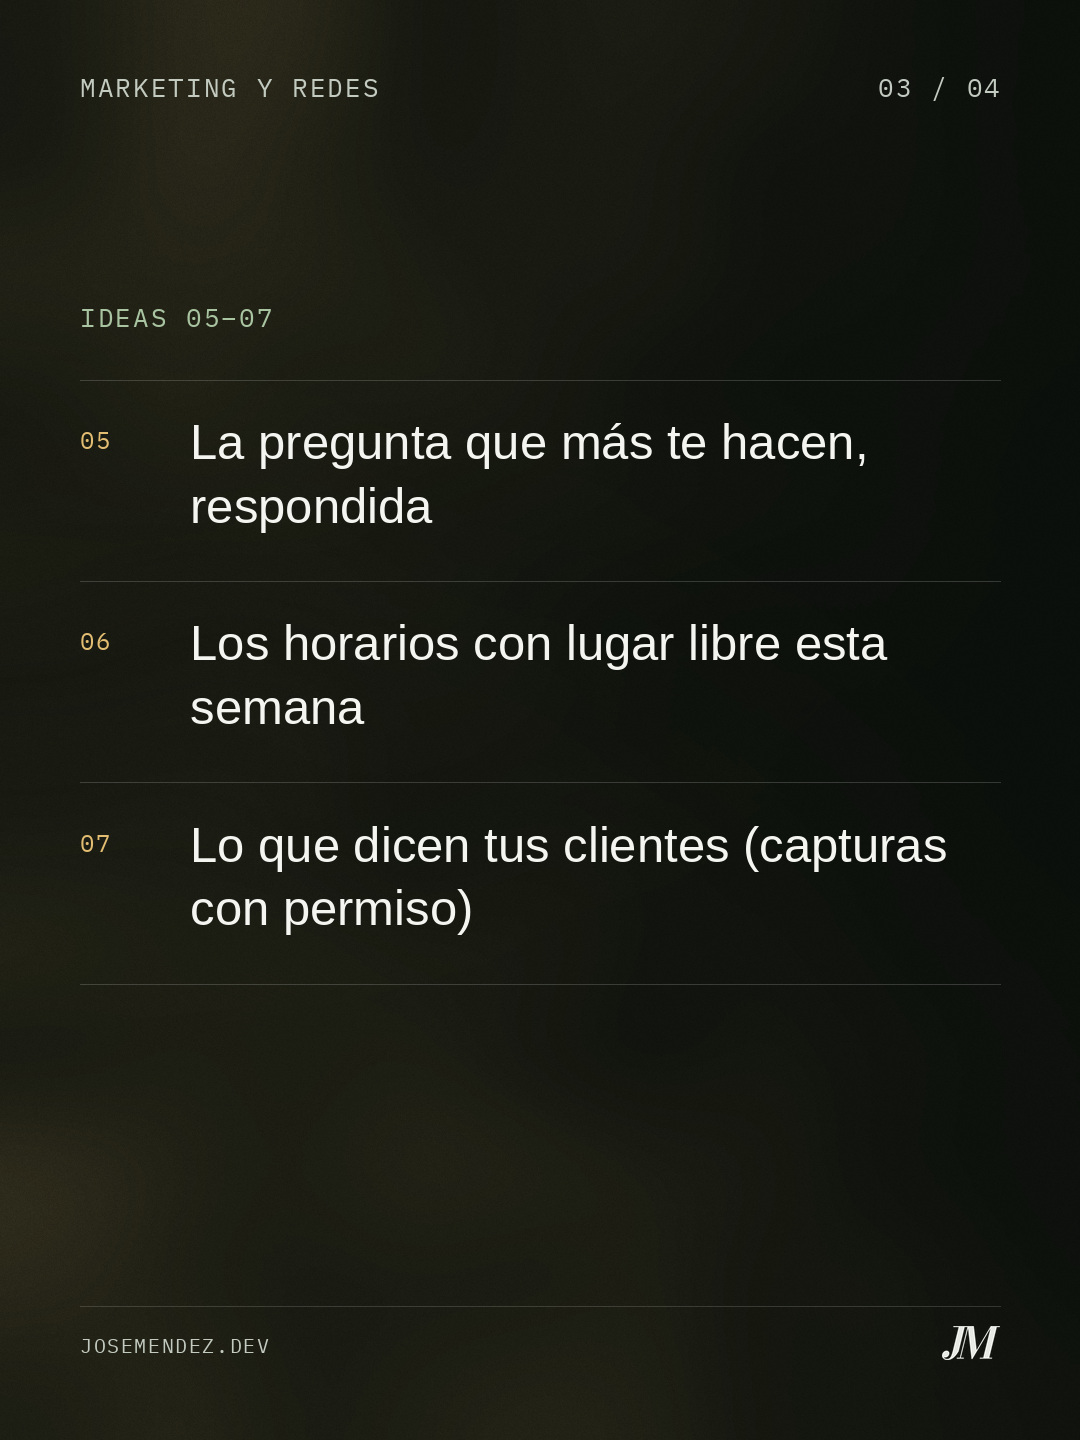 MARKETING Y REDES
03 / 04
IDEAS 05–07
05
La pregunta que más te hacen,
respondida
06
Los horarios con lugar libre esta
semana
07
Lo que dicen tus clientes (capturas
con permiso)
JOSEMENDEZ.DEV
JM